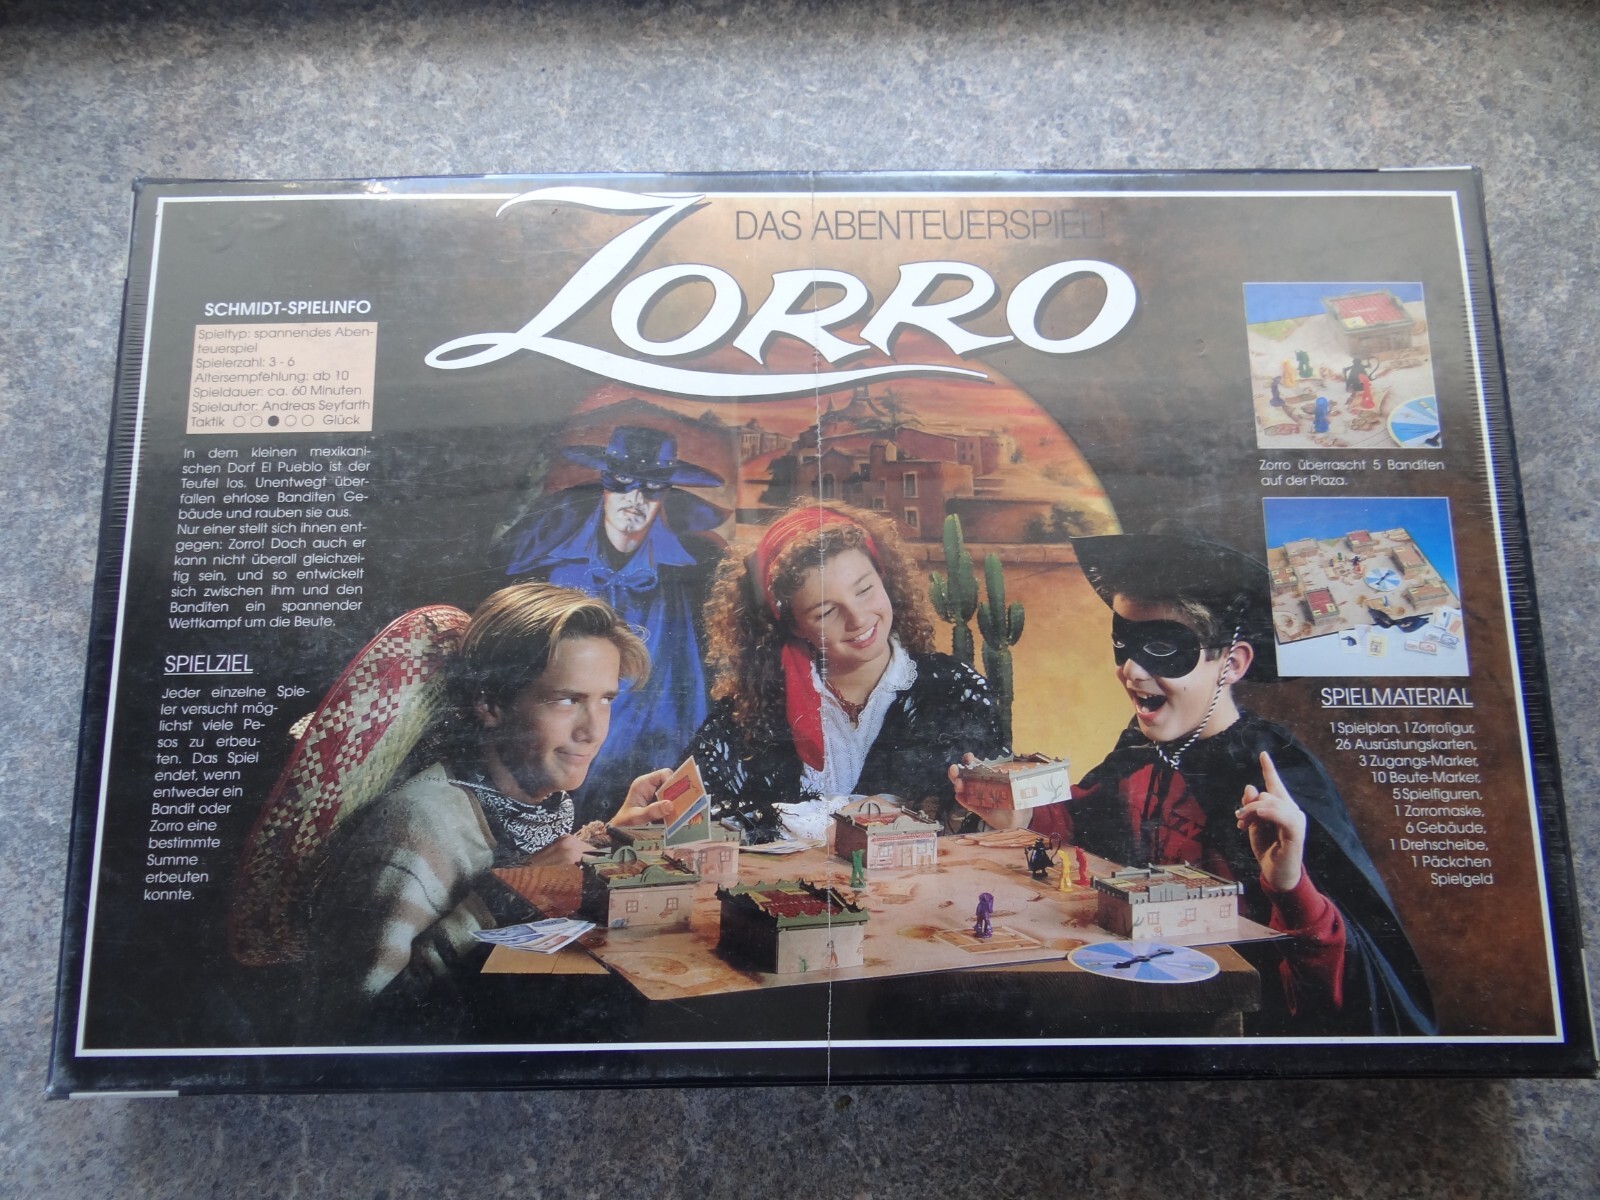 DAS ABENTEUERSPIEL
ZORRO
SCHMIDT-SPIELINFO
Spieltyp: spannendes Aben-
teuerspiel
Spielerzahl: 3 - 6
Altersempfehlung: ab 10
Spieldauer: ca. 60 Minuten
Spielautor: Andreas Seyfarth
Taktik ○○●○○ Glück
In dem kleinen mexikani-
schen Dorf El Pueblo ist der
Teufel los. Unentwegt über-
fallen ehrlose Banditen Ge-
bäude und rauben sie aus.
Nur einer stellt sich ihnen ent-
gegen: Zorro! Doch auch er
kann nicht überall gleichzei-
tig sein, und so entwickelt
sich zwischen ihm und den
Banditen ein spannender
Wettkampf um die Beute.
SPIELZIEL
Jeder einzelne Spie-
ler versucht mög-
lichst viele Pe-
sos zu erbeu-
ten. Das Spiel
endet, wenn
entweder ein
Bandit oder
Zorro eine
bestimmte
Summe
erbeuten
konnte.
Zorro überrascht 5 Banditen
auf der Plaza.
SPIELMATERIAL
1 Spielplan, 1 Zorrofigur,
26 Ausrüstungskarten,
3 Zugangs-Marker,
10 Beute-Marker,
5 Spielfiguren,
1 Zorromaske,
6 Gebäude,
1 Drehscheibe,
1 Päckchen
Spielgeld